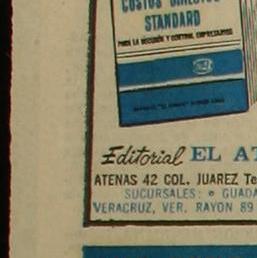 COSTOS DIRECTOS
STANDARD
PARA LA DECISIÓN Y CONTROL EMPRESARIOS
Editorial EL AT
ATENAS 42 COL. JUAREZ Te
SUCURSALES: • GUADA
VERACRUZ, VER. RAYON 89